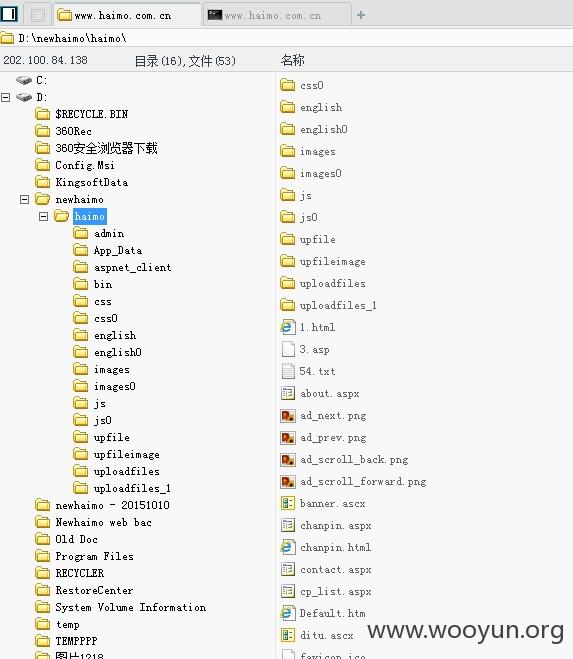 www.haimo.com.cn
www.haimo.com.cn
D:\newhaimo\haimo\
202.100.84.138
目录(16),文件(53)
名称
C:
D:
$RECYCLE.BIN
360Rec
360安全浏览器下载
Config.Msi
KingsoftData
newhaimo
haimo
admin
App_Data
aspnet_client
bin
css
css0
english
english0
images
images0
js
js0
upfile
upfileimage
uploadfiles
uploadfiles_1
newhaimo - 20151010
Newhaimo web bac
Old Doc
Program Files
RECYCLER
RestoreCenter
System Volume Information
temp
TEMPPPP
图片1218
css0
english
english0
images
images0
js
js0
upfile
upfileimage
uploadfiles
uploadfiles_1
1.html
3.asp
54.txt
about.aspx
ad_next.png
ad_prev.png
ad_scroll_back.png
ad_scroll_forward.png
banner.ascx
chanpin.aspx
chanpin.html
contact.aspx
cp_list.aspx
Default.htm
ditu.ascx
favicon.ico
www.wooyun.org